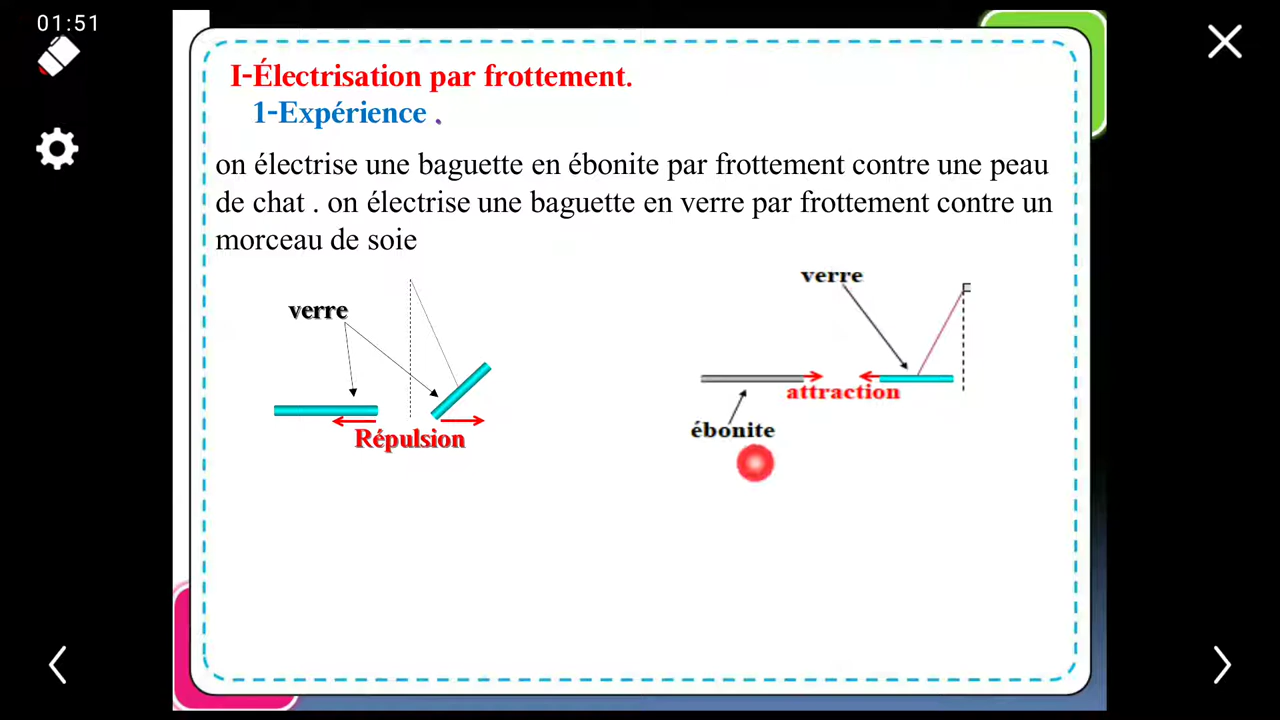 01:51
I-Électrisation par frottement.
1-Expérience .
on électrise une baguette en ébonite par frottement contre une peau
de chat . on électrise une baguette en verre par frottement contre un
morceau de soie
verre
Répulsion
verre
attraction
ébonite